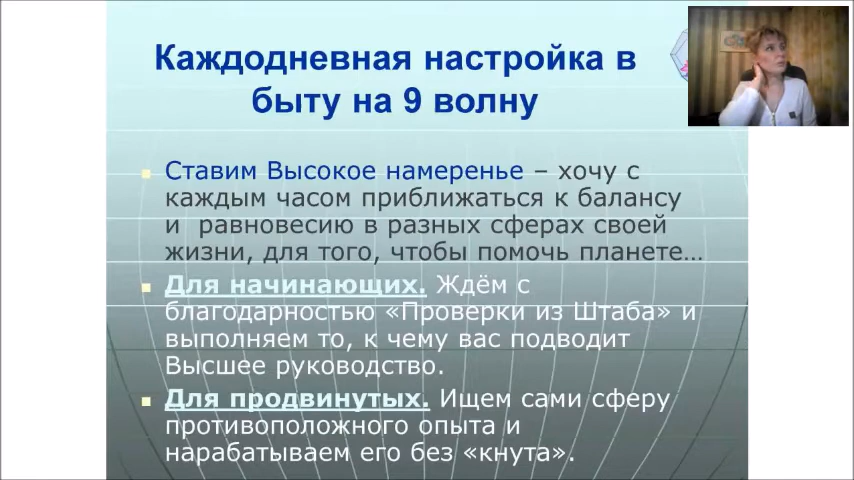 Каждодневная настройка в
быту на 9 волну
Ставим Высокое намеренье – хочу с
каждым часом приближаться к балансу
и равновесию в разных сферах своей
жизни, для того, чтобы помочь планете…
Для начинающих. Ждём с
благодарностью «Проверки из Штаба» и
выполняем то, к чему вас подводит
Высшее руководство.
Для продвинутых. Ищем сами сферу
противоположного опыта и
нарабатываем его без «кнута».